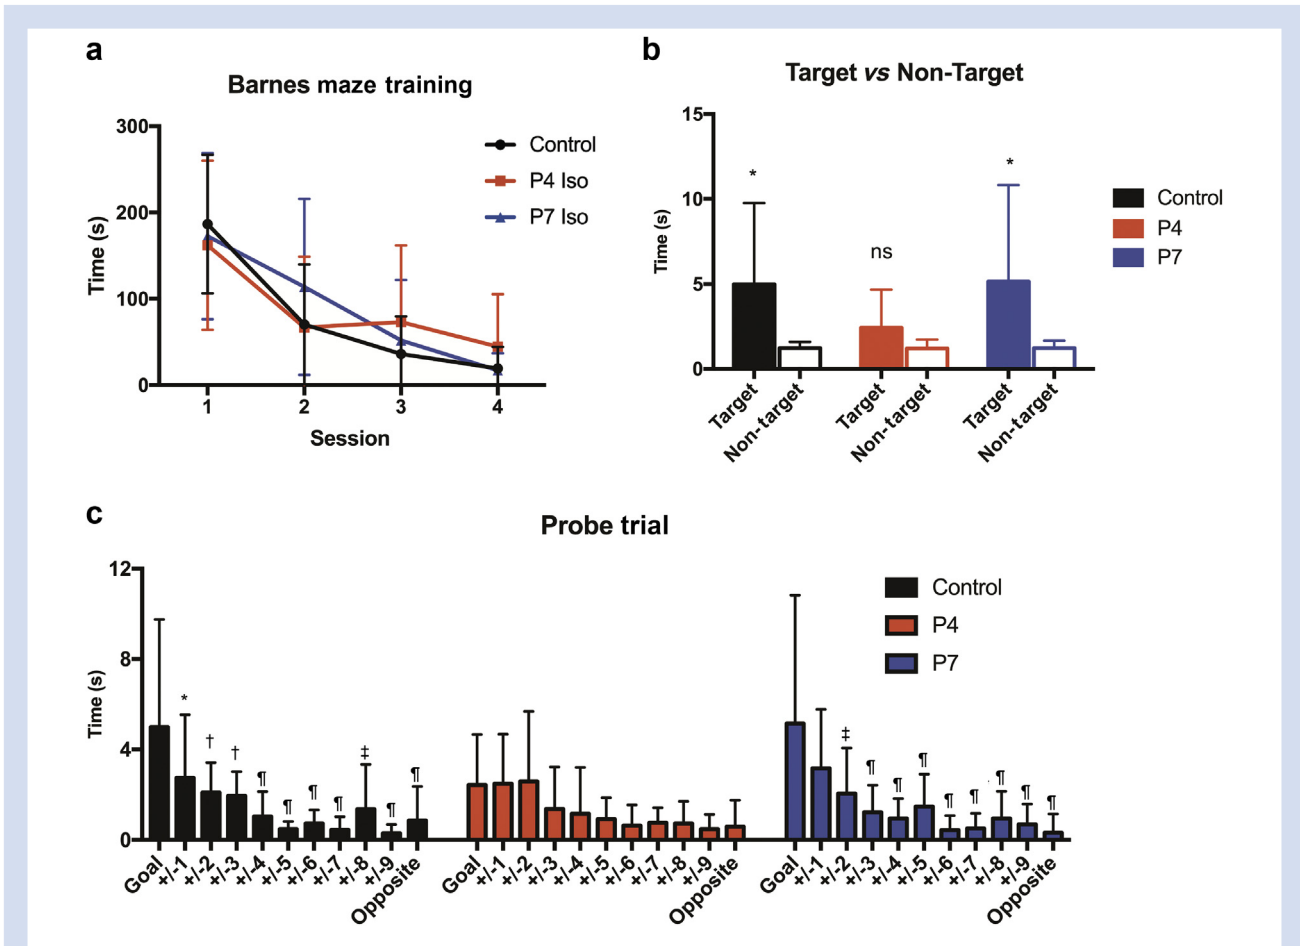 a
Barnes maze training
300
200
100
0
Time (s)
1 2 3 4
Session
Control
P4 Iso
P7 Iso
b
Target vs Non-Target
15
10
5
0
Time (s)
* ns *
Target Non-target Target Non-target Target Non-target
Control
P4
P7
c
Probe trial
12
8
4
0
Time (s)
* † † ¶ ¶ ¶ ¶ ‡ ¶ ¶
‡ ¶ ¶ ¶ ¶ ¶ ¶ ¶ ¶
Goal +/-1 +/-2 +/-3 +/-4 +/-5 +/-6 +/-7 +/-8 +/-9 Opposite
Goal +/-1 +/-2 +/-3 +/-4 +/-5 +/-6 +/-7 +/-8 +/-9 Opposite
Goal +/-1 +/-2 +/-3 +/-4 +/-5 +/-6 +/-7 +/-8 +/-9 Opposite
Control
P4
P7